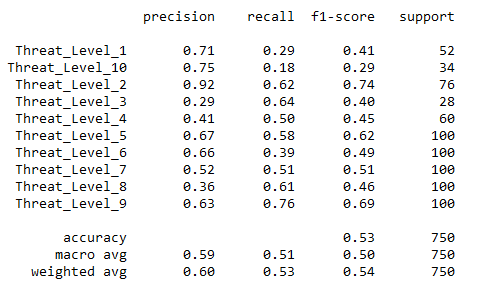 precision recall f1-score support
Threat_Level_1 0.71 0.29 0.41 52
Threat_Level_10 0.75 0.18 0.29 34
Threat_Level_2 0.92 0.62 0.74 76
Threat_Level_3 0.29 0.64 0.40 28
Threat_Level_4 0.41 0.50 0.45 60
Threat_Level_5 0.67 0.58 0.62 100
Threat_Level_6 0.66 0.39 0.49 100
Threat_Level_7 0.52 0.51 0.51 100
Threat_Level_8 0.36 0.61 0.46 100
Threat_Level_9 0.63 0.76 0.69 100
accuracy 0.53 750
macro avg 0.59 0.51 0.50 750
weighted avg 0.60 0.53 0.54 750